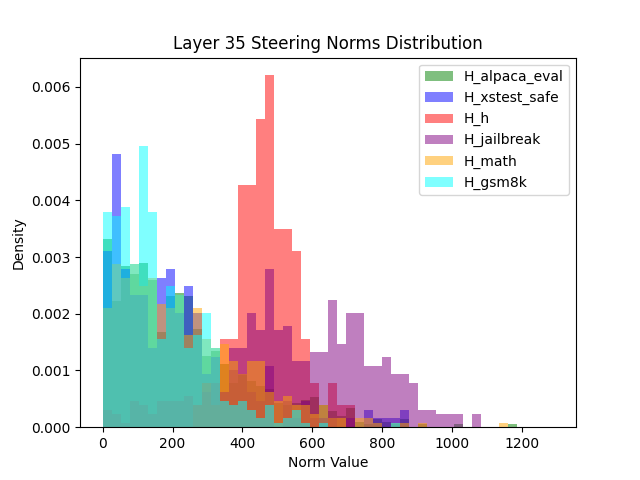 Layer 35 Steering Norms Distribution
H_alpaca_eval
H_xstest_safe
H_h
H_jailbreak
H_math
H_gsm8k
Density
0.006
0.005
0.004
0.003
0.002
0.001
0.000
0 200 400 600 800 1000 1200
Norm Value